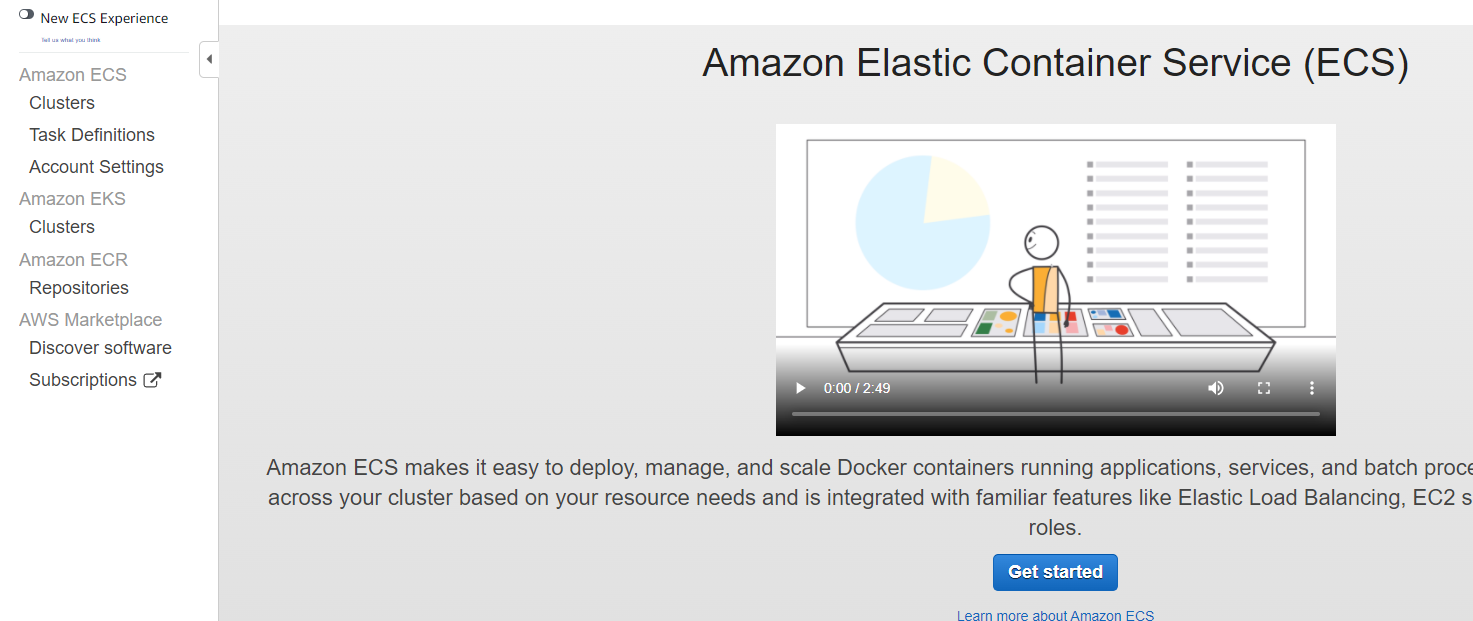 New ECS Experience
Tell us what you think
Amazon ECS
Clusters
Task Definitions
Account Settings
Amazon EKS
Clusters
Amazon ECR
Repositories
AWS Marketplace
Discover software
Subscriptions
Amazon Elastic Container Service (ECS)
0:00 / 2:49
Amazon ECS makes it easy to deploy, manage, and scale Docker containers running applications, services, and batch proce
across your cluster based on your resource needs and is integrated with familiar features like Elastic Load Balancing, EC2 s
roles.
Get started
Learn more about Amazon ECS